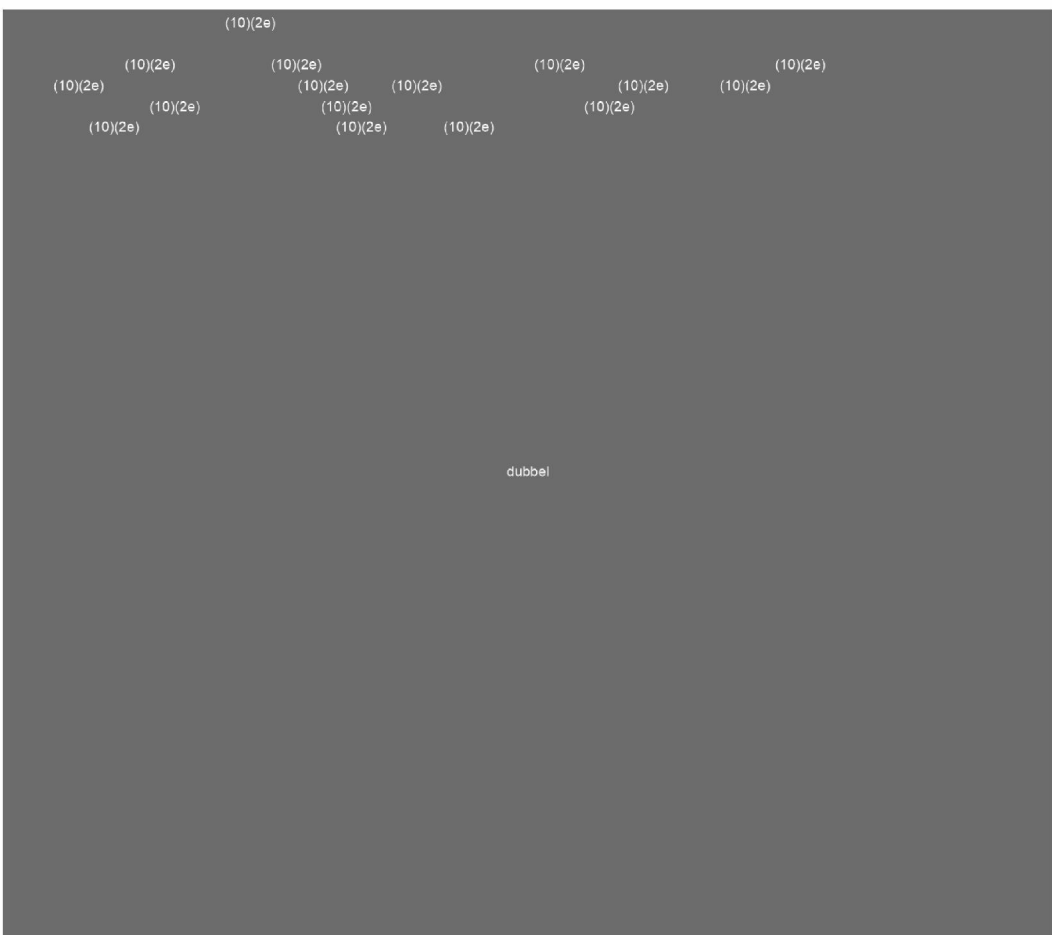 (10)(2e)
(10)(2e) (10)(2e) (10)(2e) (10)(2e)
(10)(2e) (10)(2e) (10)(2e) (10)(2e) (10)(2e)
(10)(2e) (10)(2e) (10)(2e)
(10)(2e) (10)(2e) (10)(2e)
dubbel